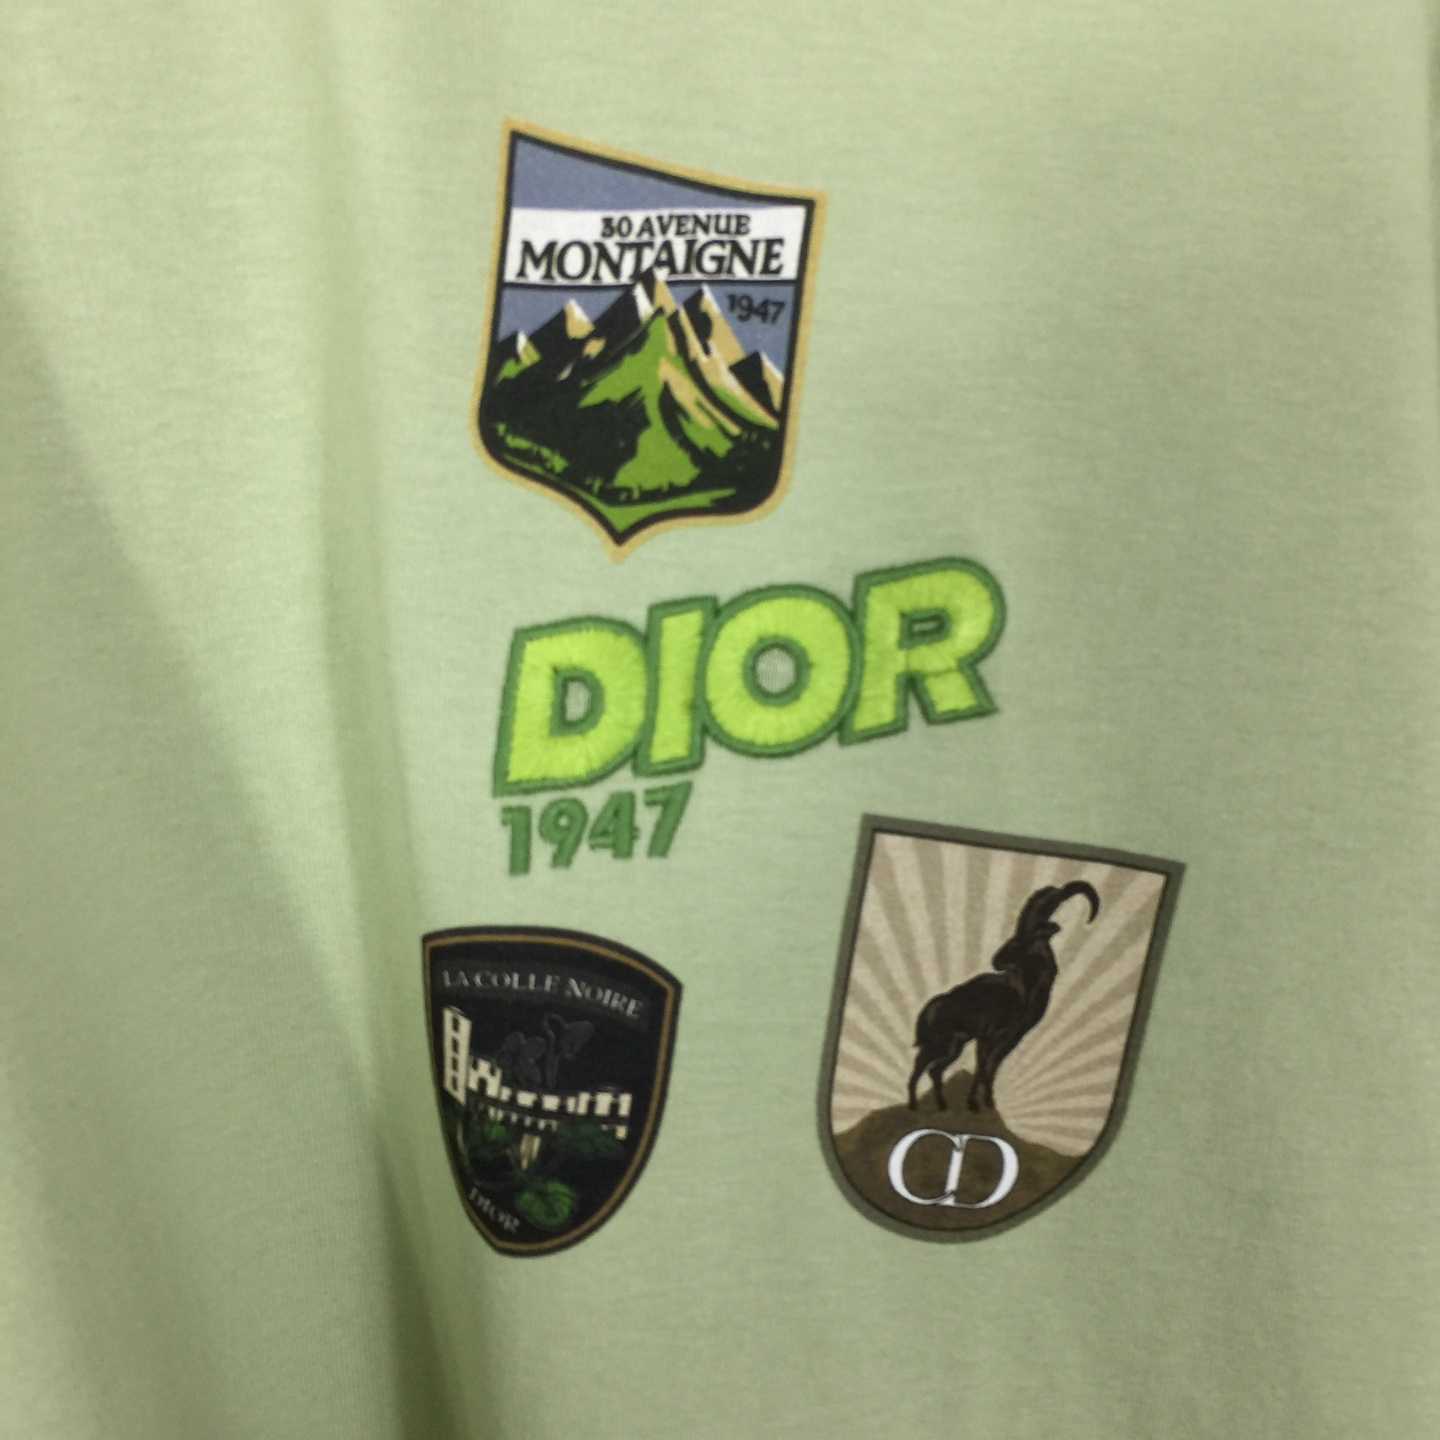 30 AVENUE
MONTAIGNE
1947
DIOR
1947
LA COLLE NOIRE
DIOR
CD